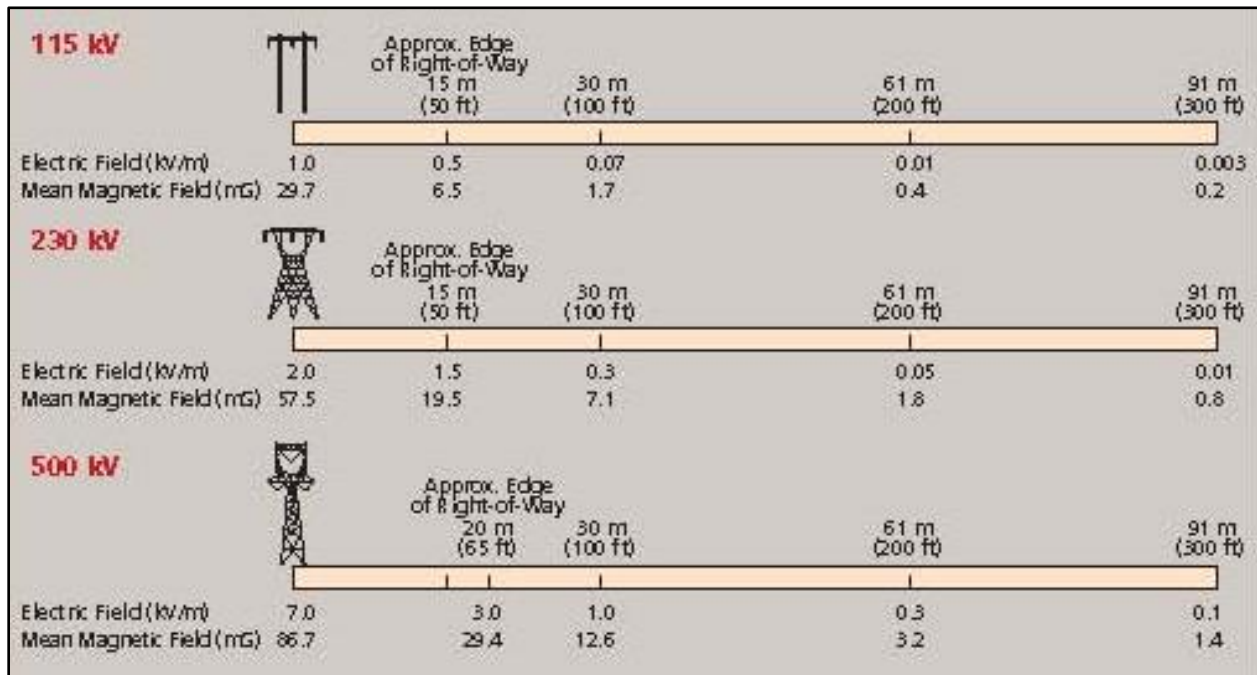 115 kV
Approx. Edge
of Right-of-Way
15 m 30 m 61 m 91 m
(50 ft) (100 ft) (200 ft) (300 ft)
Electric Field (kV/m) 1.0 0.5 0.07 0.01 0.003
Mean Magnetic Field (mG) 29.7 6.5 1.7 0.4 0.2
230 kV
Approx. Edge
of Right-of-Way
15 m 30 m 61 m 91 m
(50 ft) (100 ft) (200 ft) (300 ft)
Electric Field (kV/m) 2.0 1.5 0.3 0.05 0.01
Mean Magnetic Field (mG) 57.5 19.5 7.1 1.8 0.8
500 kV
Approx. Edge
of Right-of-Way
20 m 30 m 61 m 91 m
(65 ft) (100 ft) (200 ft) (300 ft)
Electric Field (kV/m) 7.0 3.0 1.0 0.3 0.1
Mean Magnetic Field (mG) 86.7 29.4 12.6 3.2 1.4